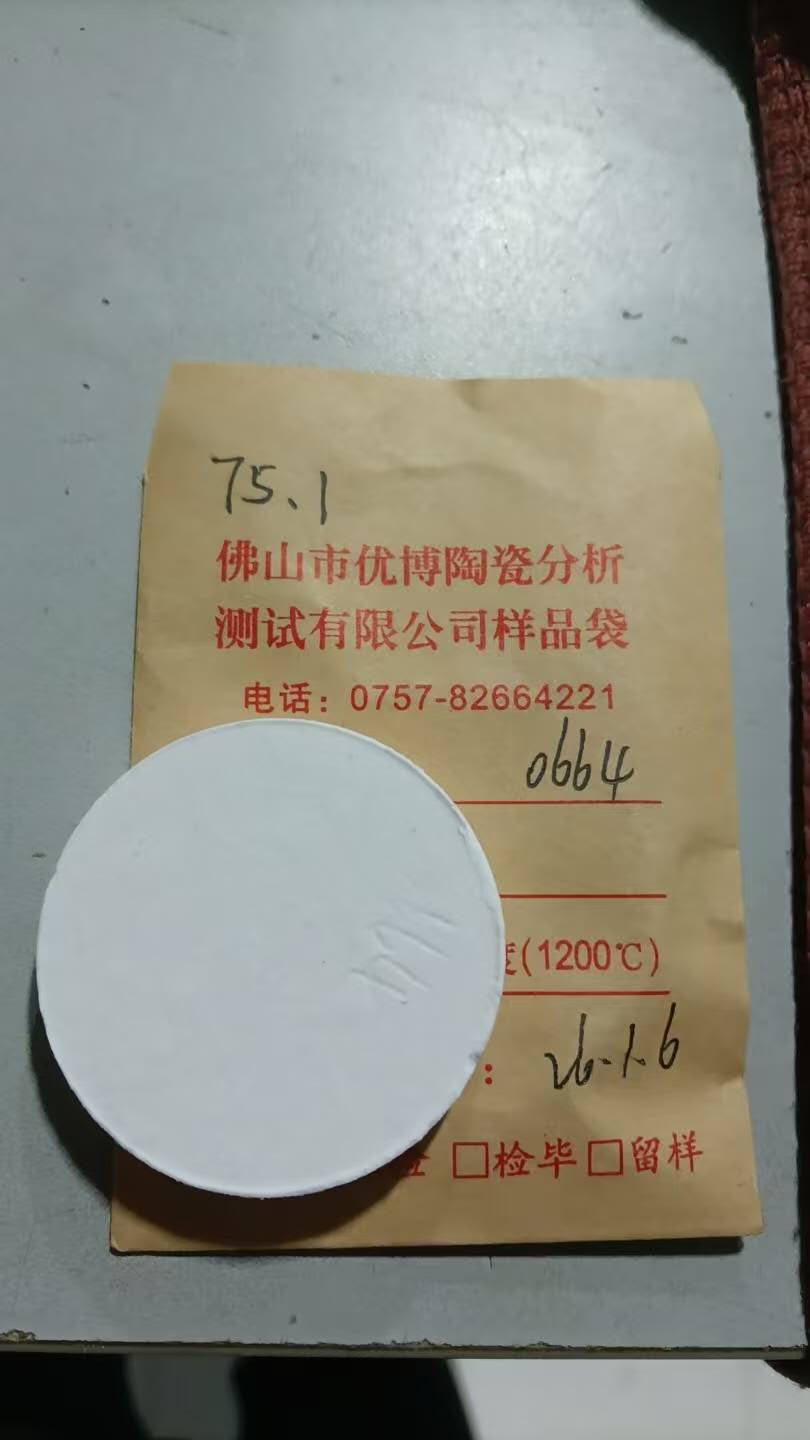 75.1
佛山市优博陶瓷分析
测试有限公司样品袋
电话：0757-82664221
0664
(1200℃)
：26.1.6
□检毕□留样